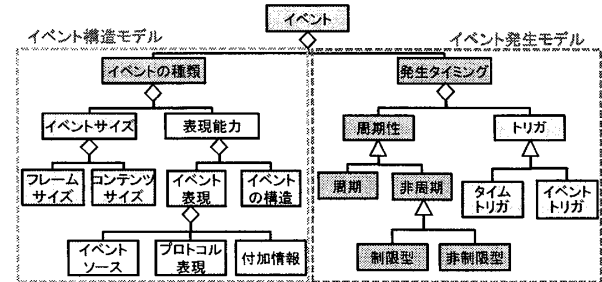 イベント
イベント構造モデル
イベント発生モデル
イベントの種類
発生タイミング
イベントサイズ
表現能力
周期性
トリガ
フレーム
サイズ
コンテンツ
サイズ
イベント
表現
イベント
の構造
周期
非周期
タイム
トリガ
イベント
トリガ
イベント
ソース
プロトコル
表現
付加情報
制限型
非制限型